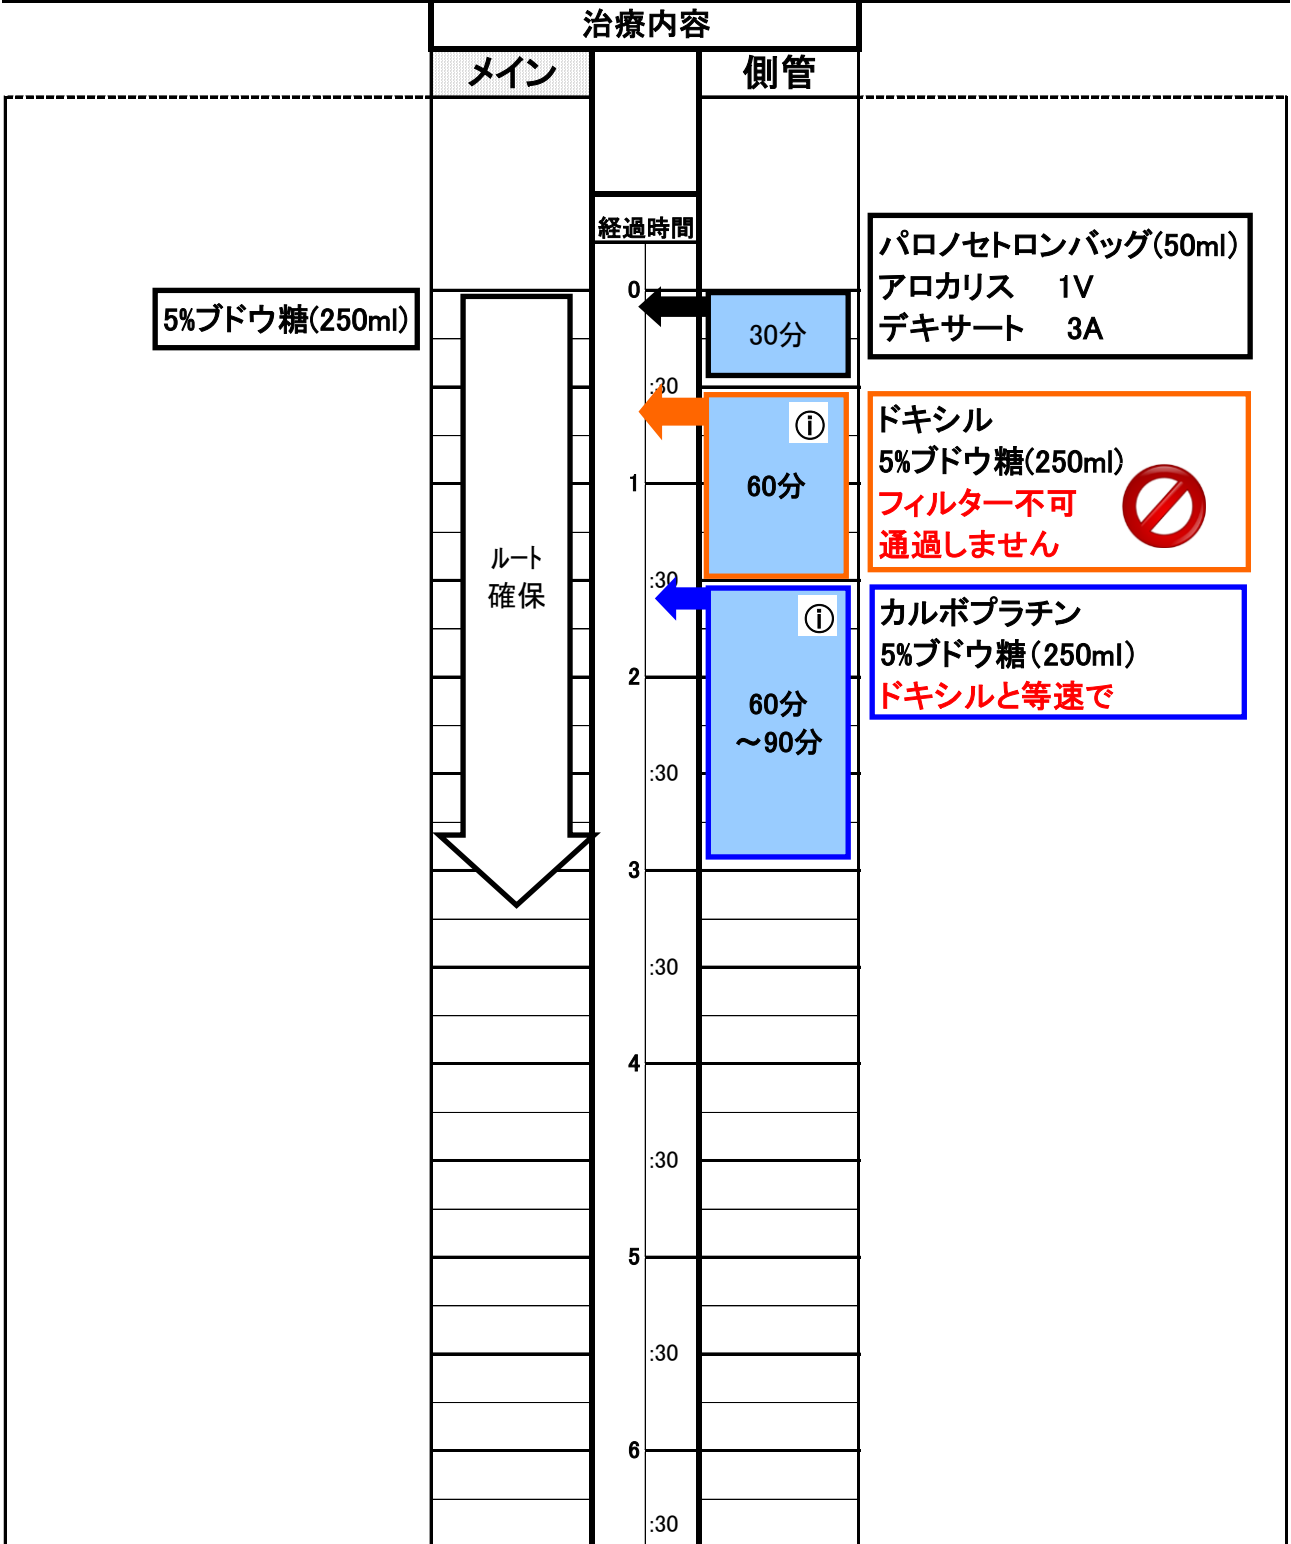 治療内容
メイン
側管
経過時間
5%ブドウ糖(250ml)
ルート
確保
0
:30
1
:30
2
:30
3
:30
4
:30
5
:30
6
:30
30分
パロノセトロンバッグ(50ml)
アロカリス 1V
デキサート 3A
ⓘ
60分
ドキシル
5%ブドウ糖(250ml)
フィルター不可
通過しません
ⓘ
60分
～90分
カルボプラチン
5%ブドウ糖(250ml)
ドキシルと等速で